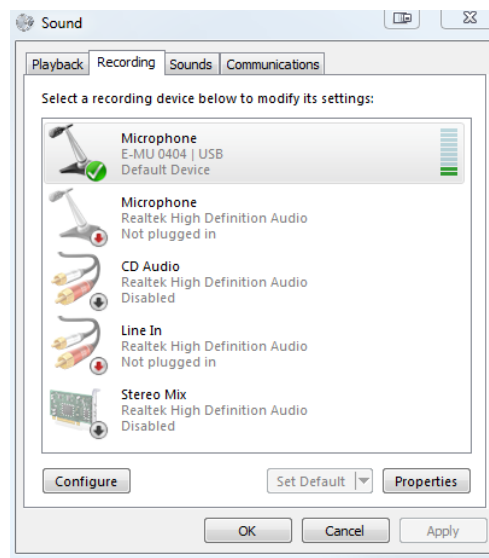 Sound
Playback Recording Sounds Communications
Select a recording device below to modify its settings:
Microphone
E-MU 0404 | USB
Default Device
Microphone
Realtek High Definition Audio
Not plugged in
CD Audio
Realtek High Definition Audio
Disabled
Line In
Realtek High Definition Audio
Not plugged in
Stereo Mix
Realtek High Definition Audio
Disabled
Configure Set Default Properties
OK Cancel Apply